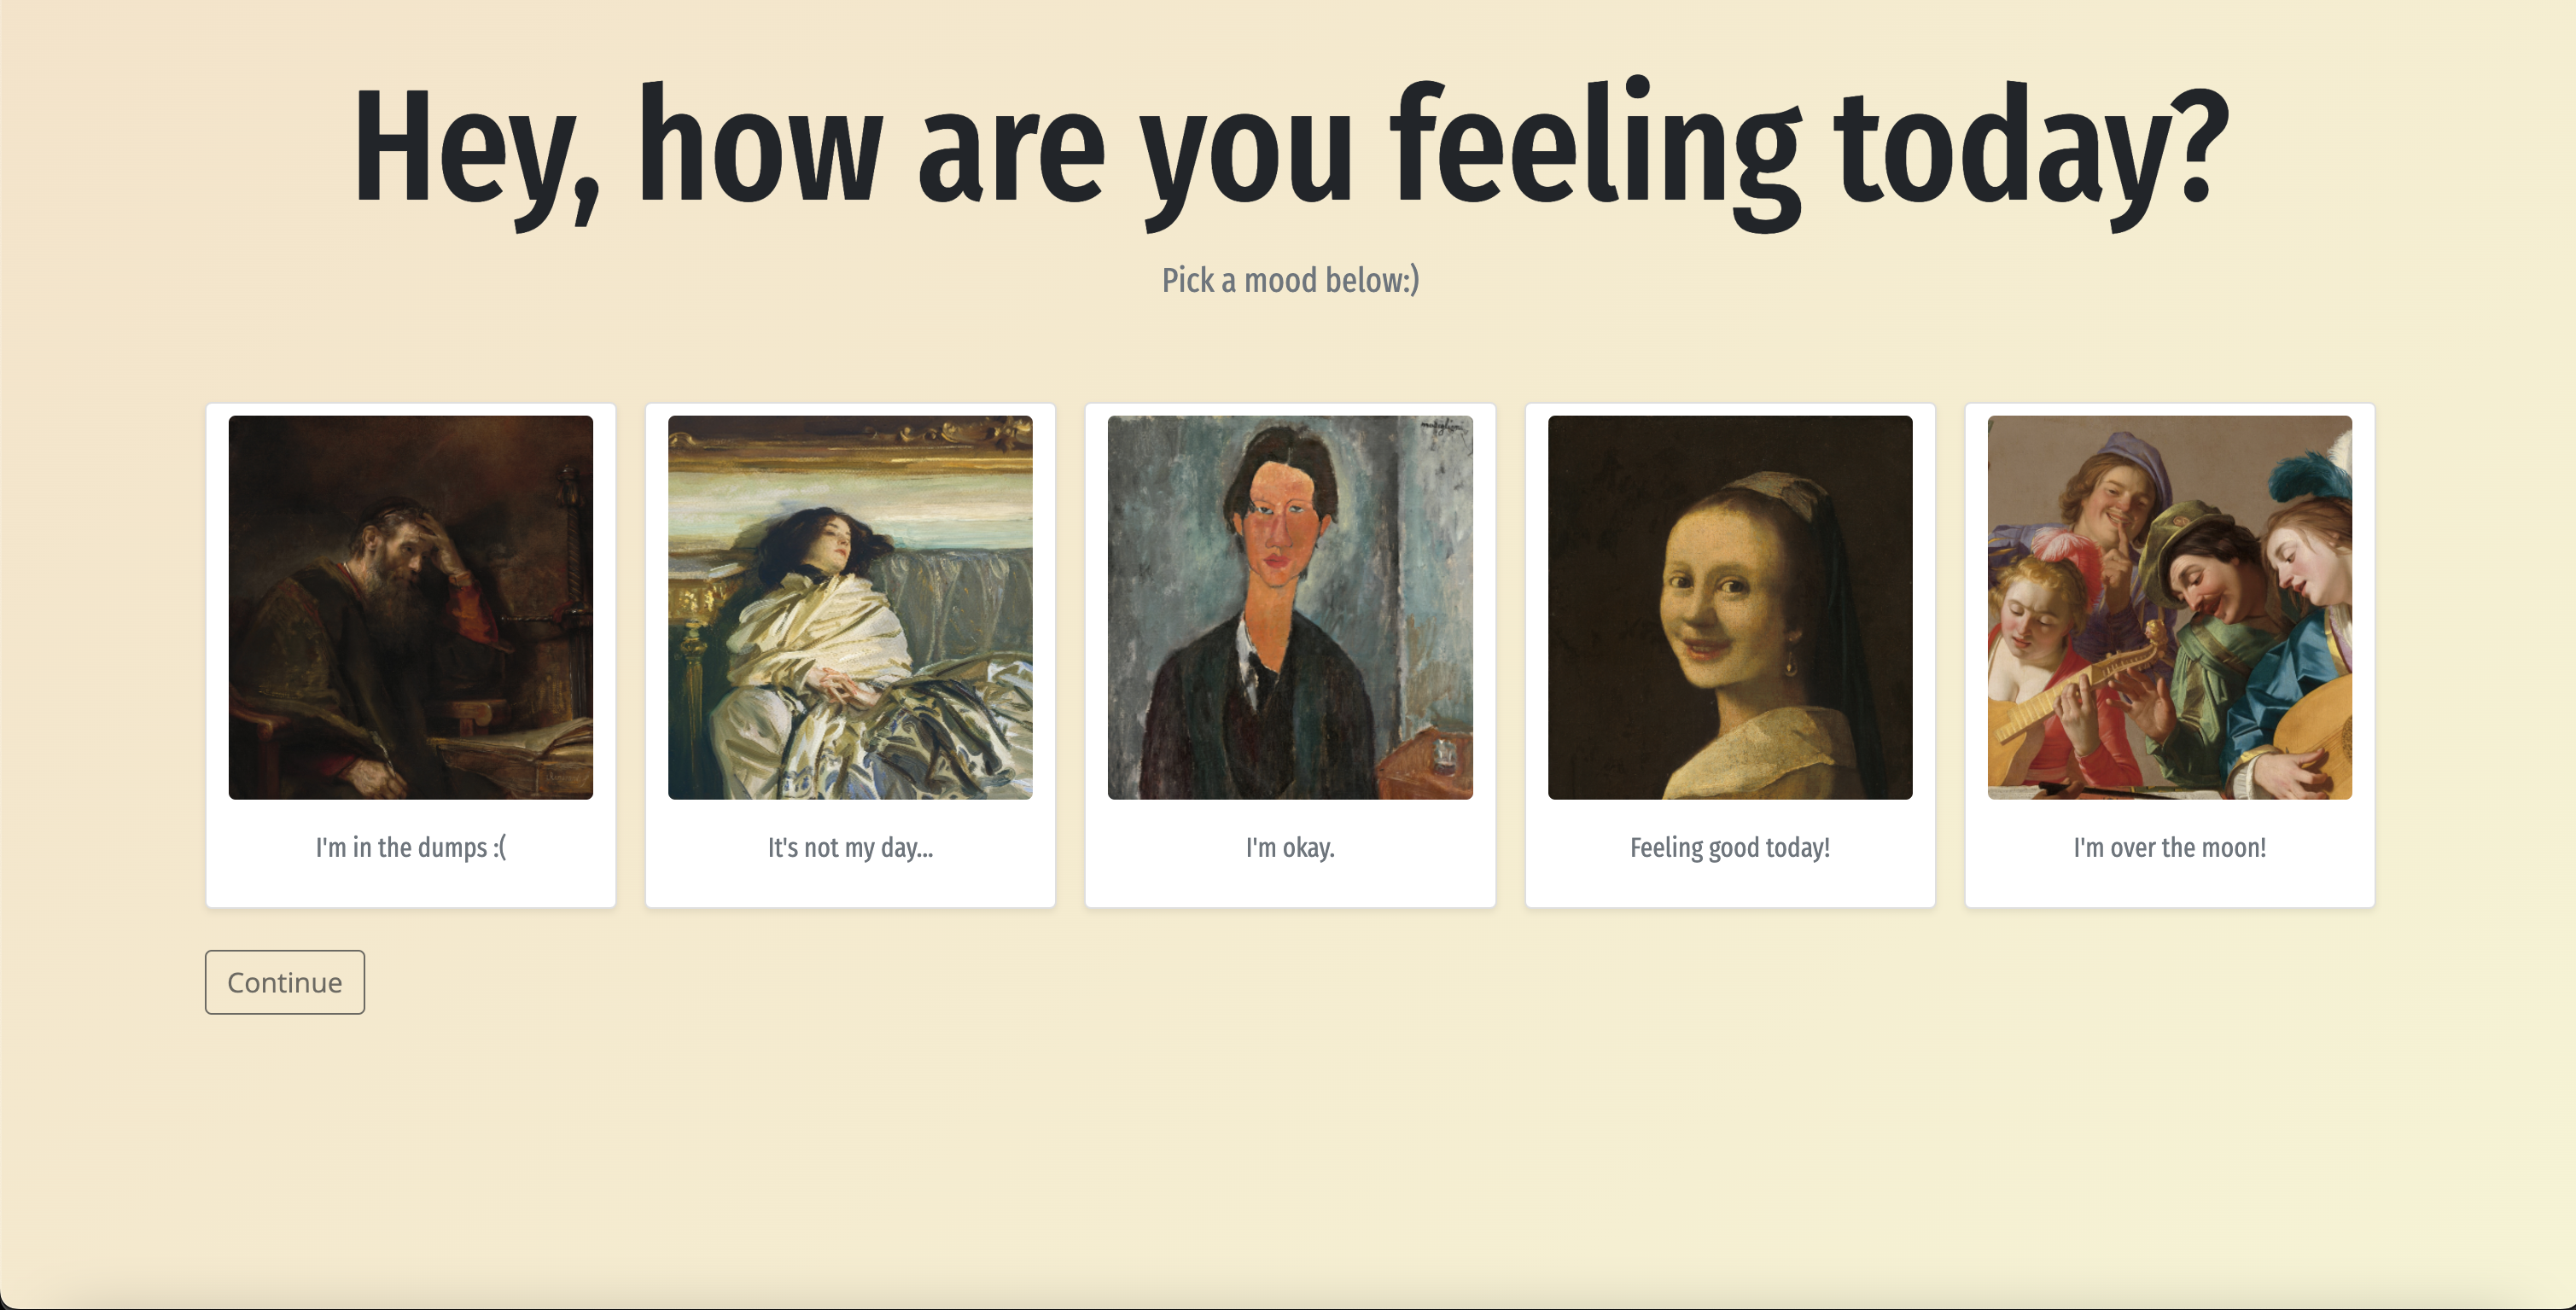 Hey, how are you feeling today?
Pick a mood below:)
modigliani
I'm in the dumps :(
It's not my day...
I'm okay.
Feeling good today!
I'm over the moon!
Continue